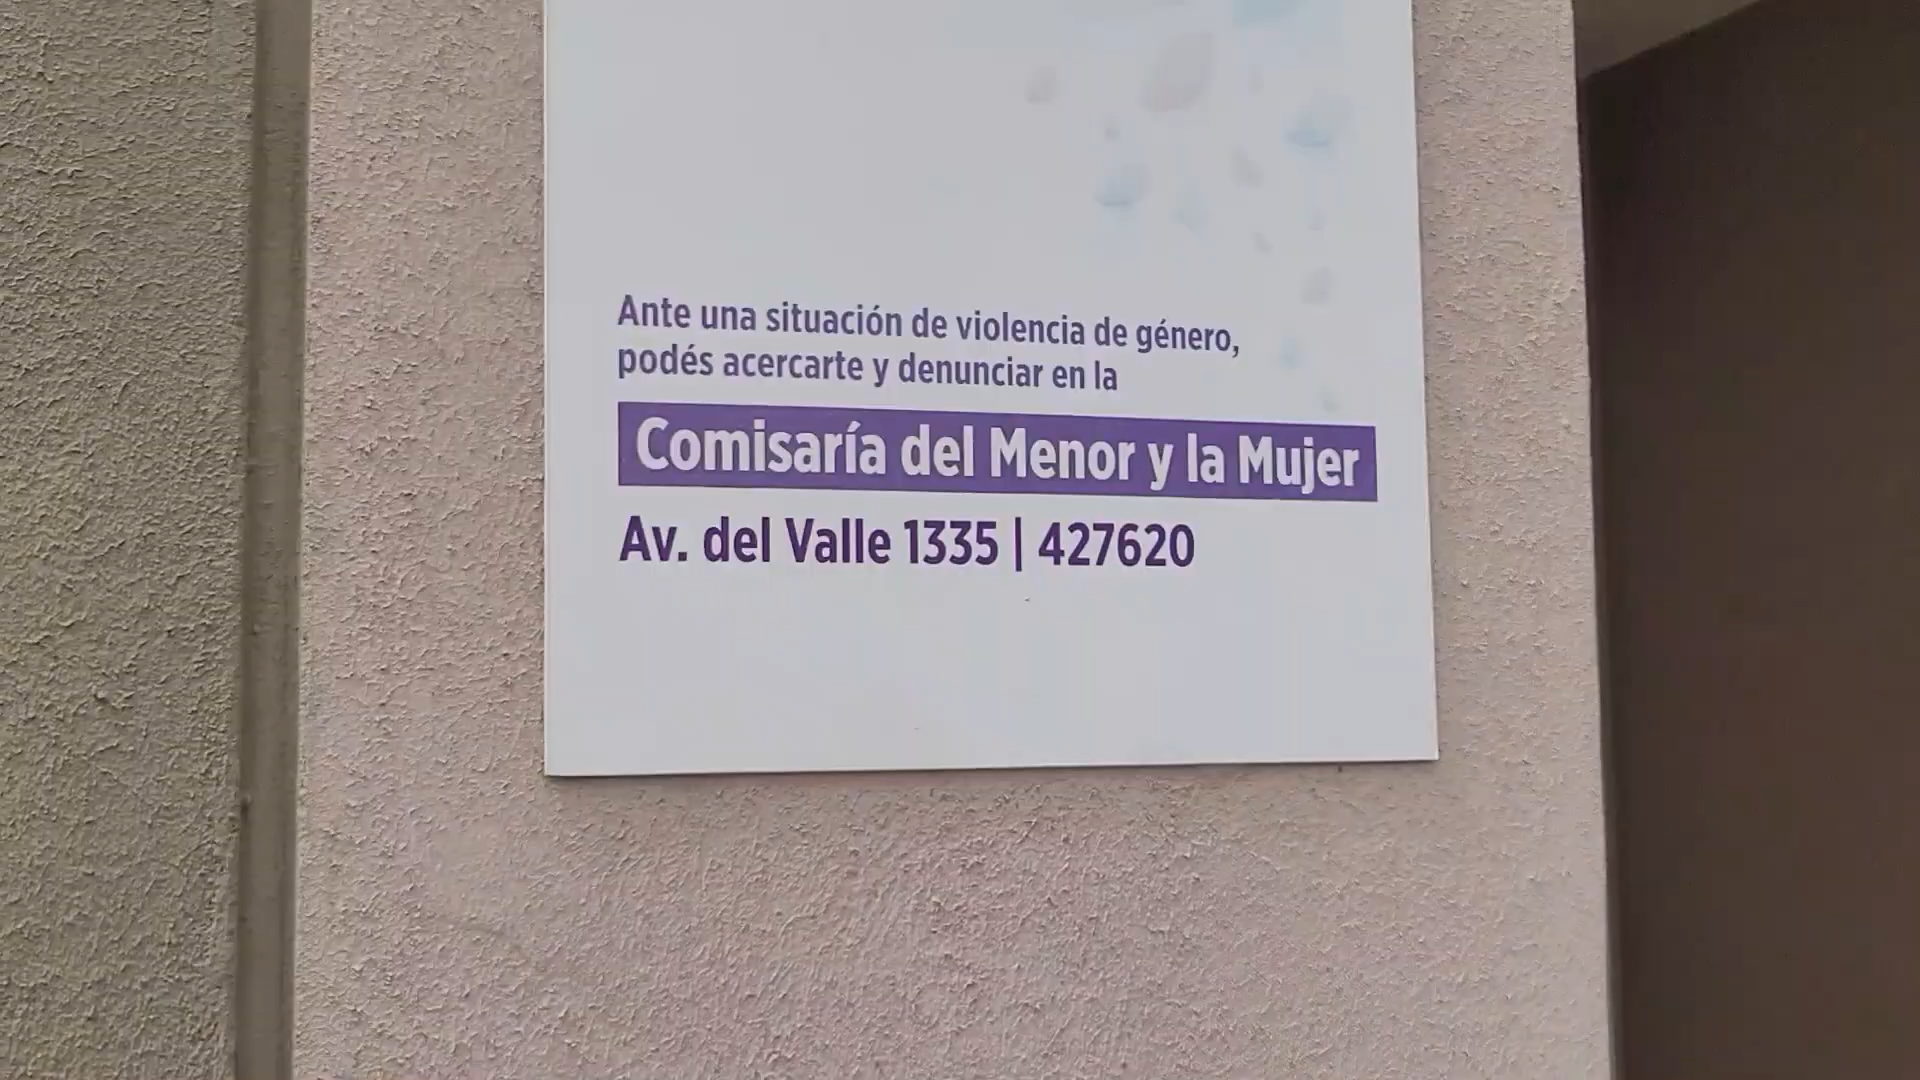 Ante una situación de violencia de género,
podés acercarte y denunciar en la
Comisaría del Menor y la Mujer
Av. del Valle 1335 | 427620